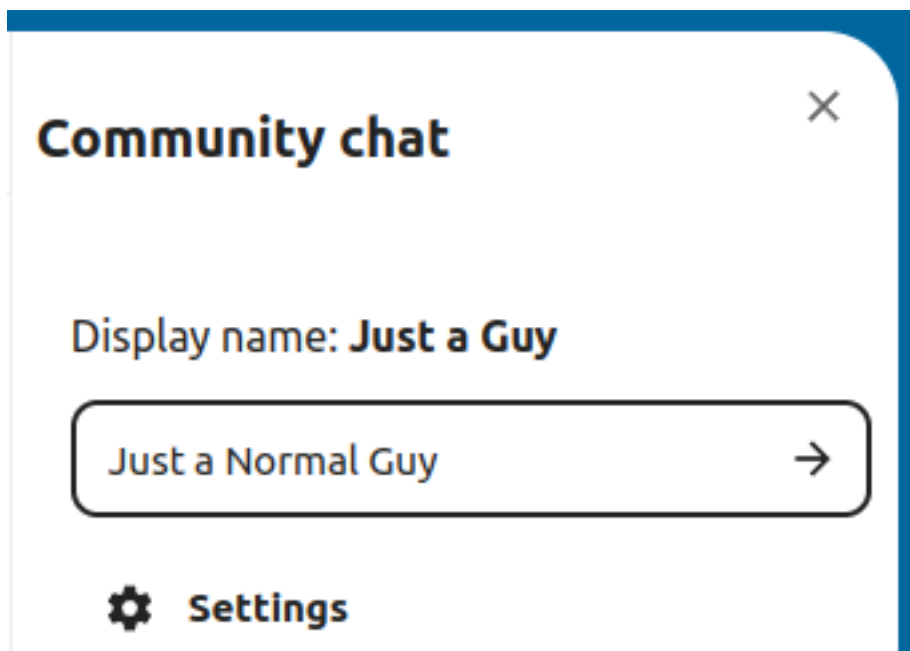 Community chat
Display name: Just a Guy
Just a Normal Guy
Settings